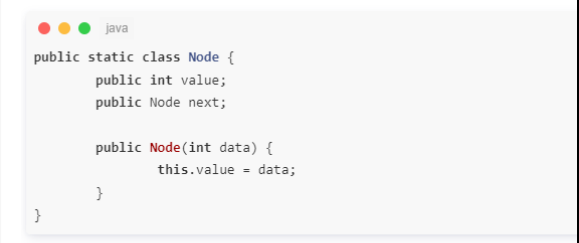 java
public static class Node {
public int value;
public Node next;
public Node(int data) {
this.value = data;
}
}